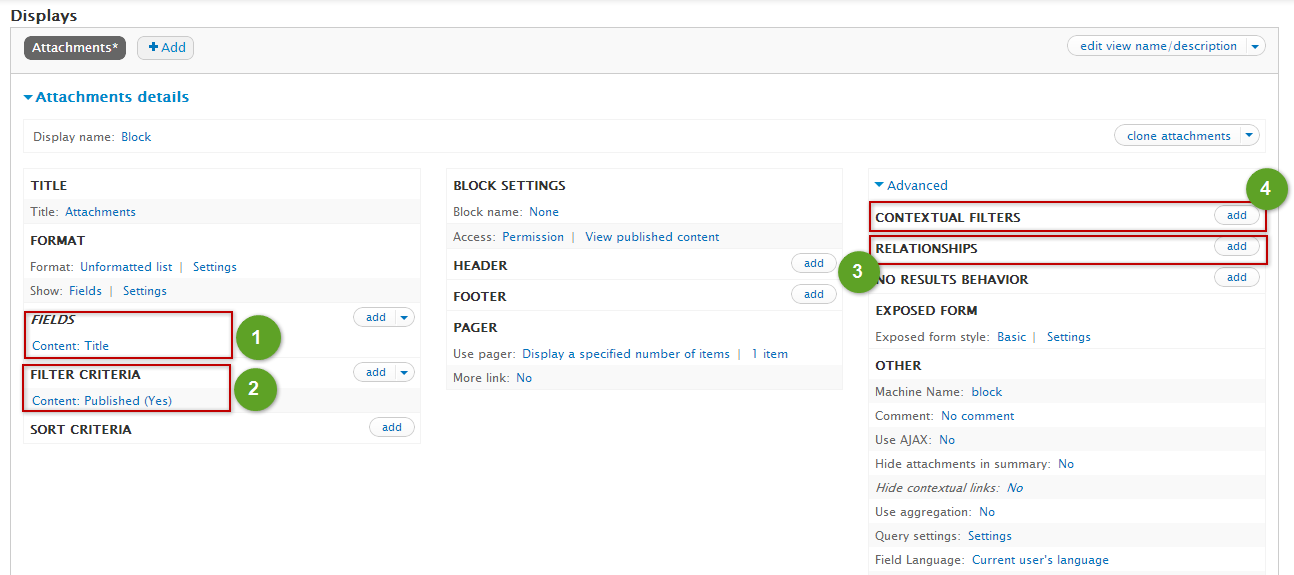 Displays
Attachments*
Add
edit view name/description
Attachments details
Display name: Block
clone attachments
TITLE
Title: Attachments
FORMAT
Format: Unformatted list | Settings
Show: Fields | Settings
FIELDS
add
Content: Title
1
FILTER CRITERIA
add
Content: Published (Yes)
2
SORT CRITERIA
add
BLOCK SETTINGS
Block name: None
Access: Permission | View published content
HEADER
add
FOOTER
add
PAGER
Use pager: Display a specified number of items | 1 item
More link: No
Advanced
4
CONTEXTUAL FILTERS
add
RELATIONSHIPS
add
3
NO RESULTS BEHAVIOR
add
EXPOSED FORM
Exposed form style: Basic | Settings
OTHER
Machine Name: block
Comment: No comment
Use AJAX: No
Hide attachments in summary: No
Hide contextual links: No
Use aggregation: No
Query settings: Settings
Field Language: Current user's language